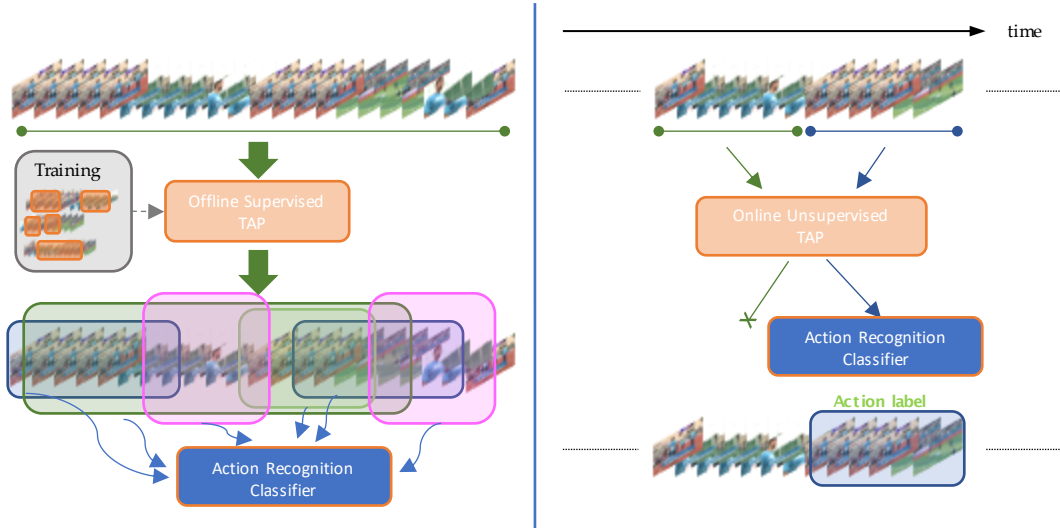 Training
Offline Supervised
TAP
Action Recognition
Classifier
time
Online Unsupervised
TAP
Action Recognition
Classifier
Action label